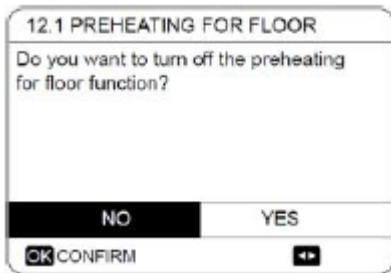 12.1 PREHEATING FOR FLOOR
Do you want to turn off the preheating
for floor function?
NO YES
OK CONFIRM